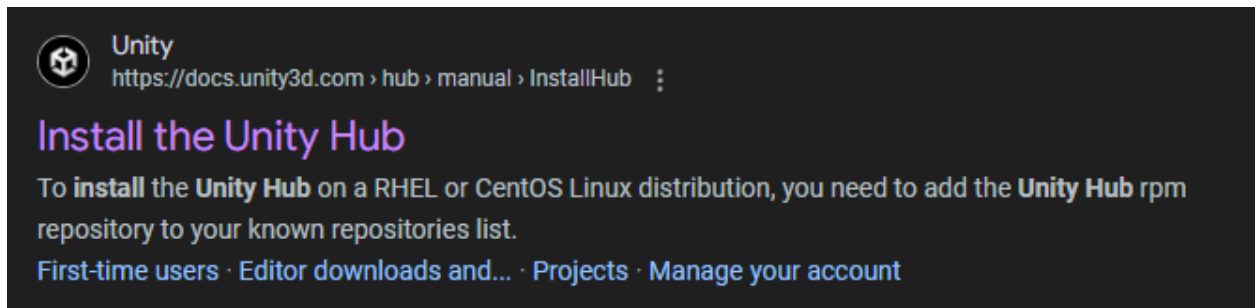 Unity
https://docs.unity3d.com › hub › manual › InstallHub
Install the Unity Hub
To install the Unity Hub on a RHEL or CentOS Linux distribution, you need to add the Unity Hub rpm
repository to your known repositories list.
First-time users · Editor downloads and... · Projects · Manage your account